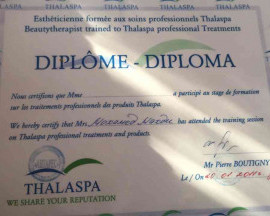 Esthéticienne formée aux soins professionnels Thalaspa
Beautytherapist trained to Thalaspa professional Treatments
DIPLÔME - DIPLOMA
Nous certifions que Mme a participé au stage de formation
sur les traitements professionnels des produits Thalaspa.
We hereby certify that Mrs. has attended the training session
on Thalaspa professional treatments and products.
Mr Pierre BOUTIGNY
Le / On
THALASPA
WE SHARE YOUR REPUTATION